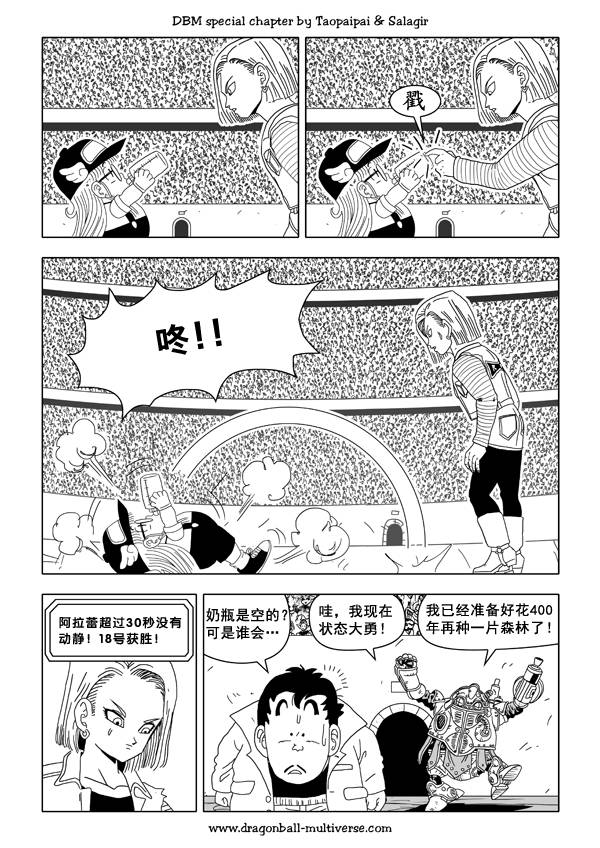 DBM special chapter by Taopaipai & Salagir
戳
咚!!
阿拉蕾超过30秒没有
动静！18号获胜！
奶瓶是空的？
可是谁会…
哇，我现在
状态大勇！
我已经准备好花400
年再种一片森林了！
www.dragonball-multiverse.com